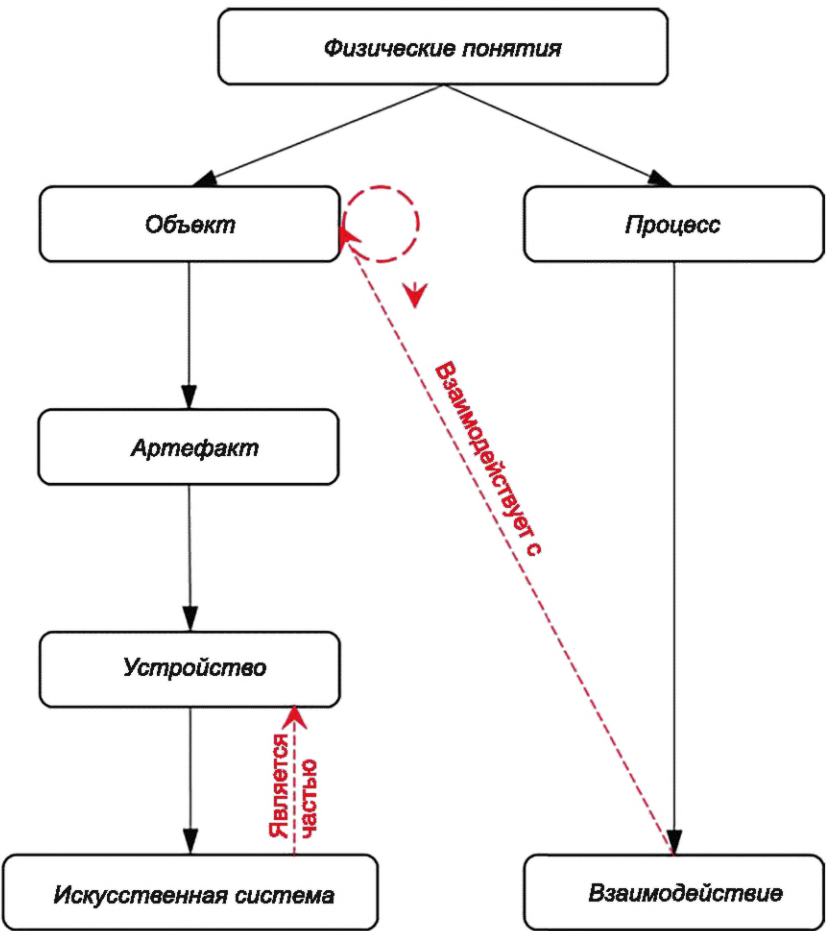 Физические понятия
Объект
Процесс
Взаимодействует с
Артефакт
Устройство
Является
частью
Искусственная система
Взаимодействие